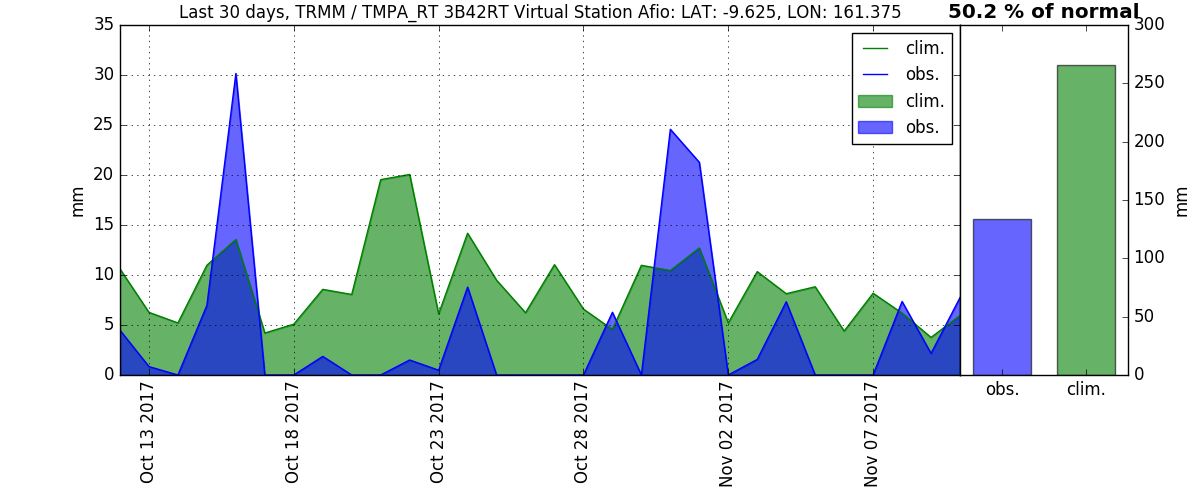 Last 30 days, TRMM / TMPA_RT 3B42RT Virtual Station Afio: LAT: -9.625, LON: 161.375
50.2 % of normal
35
30
25
20
15
10
5
0
mm
clim.
obs.
clim.
obs.
Oct 13 2017
Oct 18 2017
Oct 23 2017
Oct 28 2017
Nov 02 2017
Nov 07 2017
300
250
200
150
100
50
0
mm
obs.
clim.